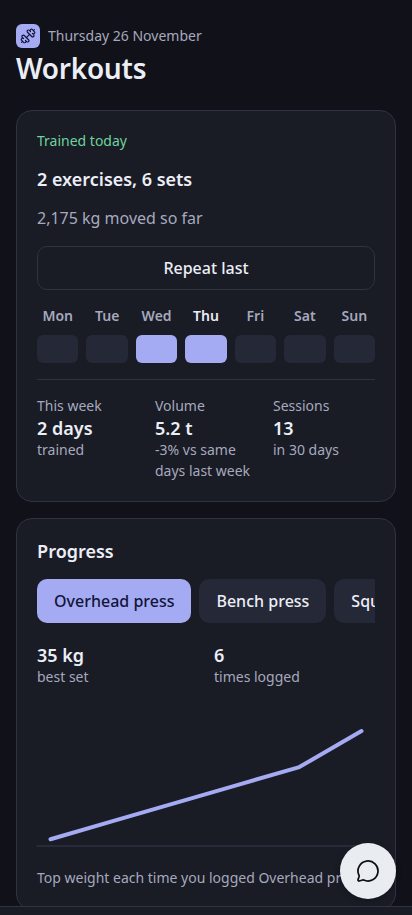 Thursday 26 November
Workouts
Trained today
2 exercises, 6 sets
2,175 kg moved so far
Repeat last
Mon Tue Wed Thu Fri Sat Sun
This week Volume Sessions
2 days 5.2 t 13
trained -3% vs same in 30 days
days last week
Progress
Overhead press Bench press
35 kg 6
best set times logged
Top weight each time you logged Overhead